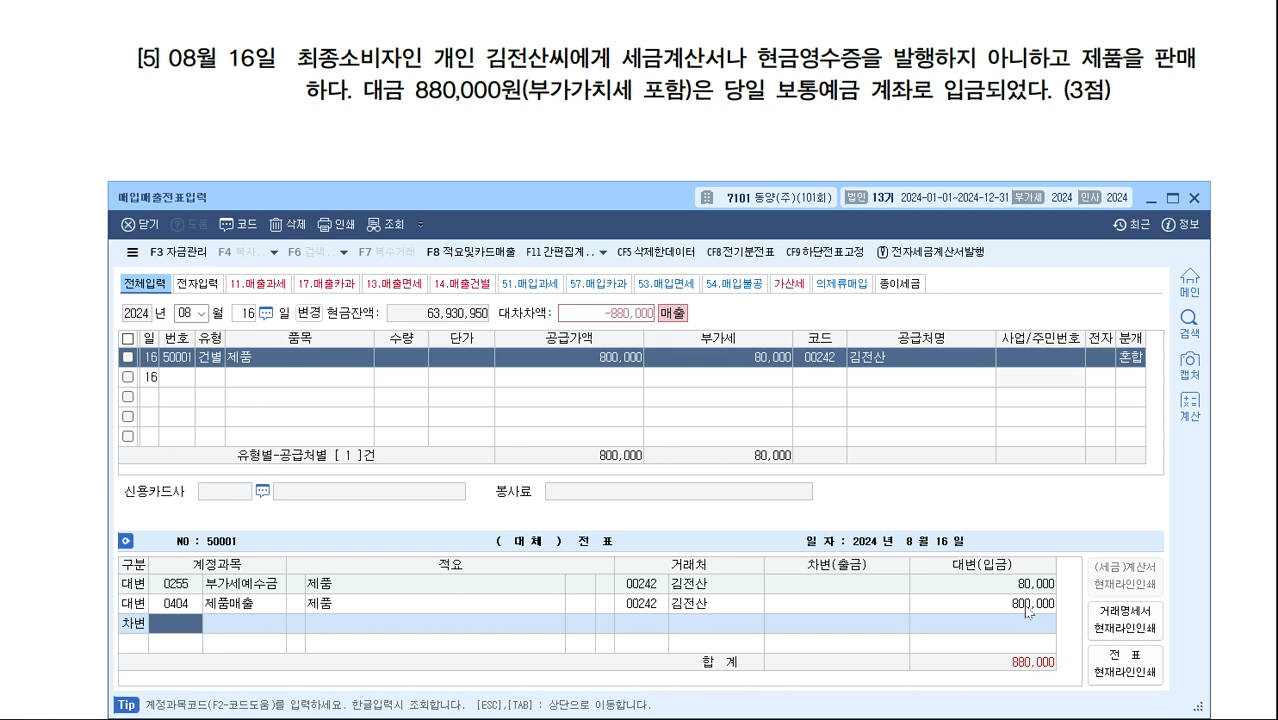 [5] 08월 16일 최종소비자인 개인 김전산씨에게 세금계산서나 현금영수증을 발행하지 아니하고 제품을 판매
하다. 대금 880,000원(부가가치세 포함)은 당일 보통예금 계좌로 입금되었다. (3점)
매입매출전표입력 7101 동양(주)(101회) 법인 13기 2024-01-01~2024-12-31 부가세 2024 인사 2024
닫기 도움 코드 삭제 인쇄 조회 최근 정보
F3 자금관리 F4 복사.. F6 검색.. F7 복수거래 F8 적요및카드매출 F11 간편집계.. CF5 삭제한데이터 CF8 전기분전표 CF9 하단전표고정 전자세금계산서발행
전체입력 전자입력 11.매출과세 17.매출카과 13.매출면세 14.매출건별 51.매입과세 57.매입카과 53.매입면세 54.매입불공 가산세 의제류매입 종이세금
메인
2024 년 08 월 16 일 변경 현금잔액: 63,930,950 대차차액: -880,000 매출
검색
일 번호 유형 품목 수량 단가 공급가액 부가세 코드 공급처명 사업/주민번호 전자 분개
16 50001 건별 제품 800,000 80,000 00242 김전산 혼합
캡처
16
계산
유형별-공급처별 [ 1 ]건 800,000 80,000
신용카드사 봉사료
NO : 50001 ( 대 체 ) 전 표 일 자 : 2024 년 8 월 16 일
구분 계정과목 적요 거래처 차변(출금) 대변(입금)
대변 0255 부가세예수금 제품 00242 김전산 80,000
대변 0404 제품매출 제품 00242 김전산 800,000
차변
합 계 880,000
(세금)계산서
현재라인인쇄
거래명세서
현재라인인쇄
전 표
현재라인인쇄
Tip 계정과목코드(F2-코드도움)를 입력하세요. 한글입력시 조회합니다. [ESC],[TAB] : 상단으로 이동합니다.